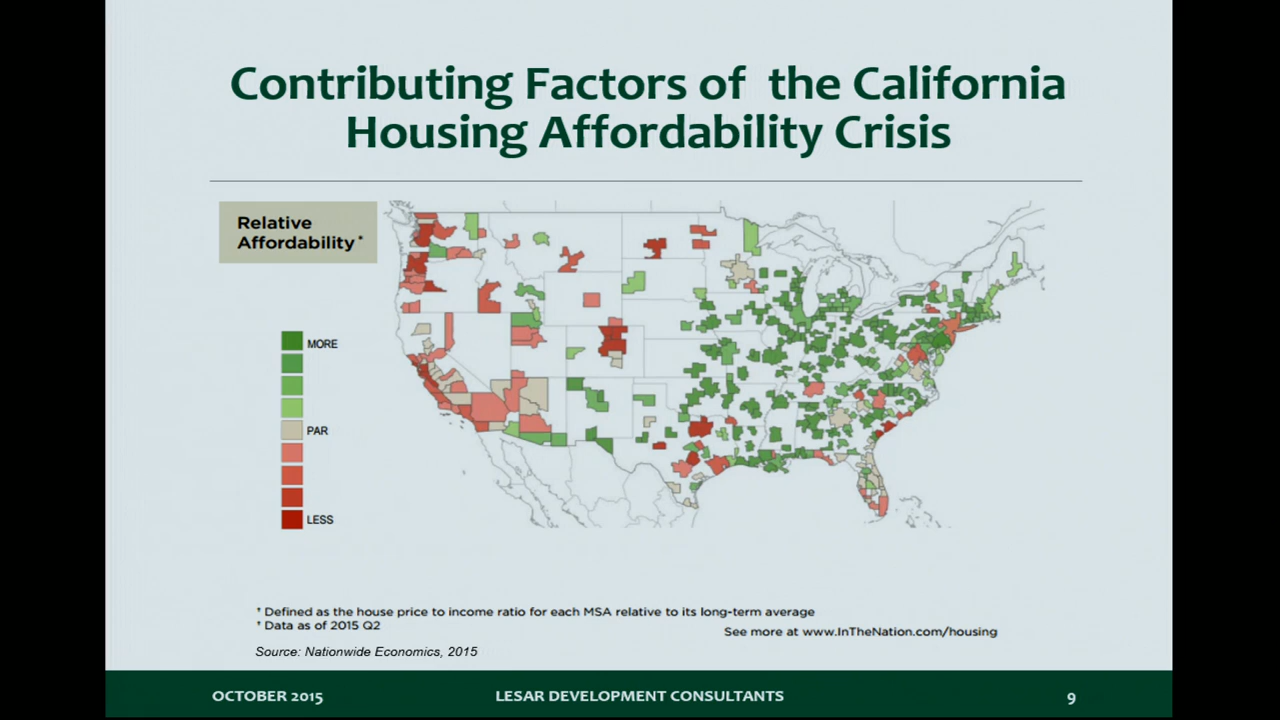 Contributing Factors of the California
Housing Affordability Crisis
Relative
Affordability*
MORE
PAR
LESS
† Defined as the house price to income ratio for each MSA relative to its long-term average
† Data as of 2015 Q2
See more at www.InTheNation.com/housing
Source: Nationwide Economics, 2015
OCTOBER 2015
LESAR DEVELOPMENT CONSULTANTS
9